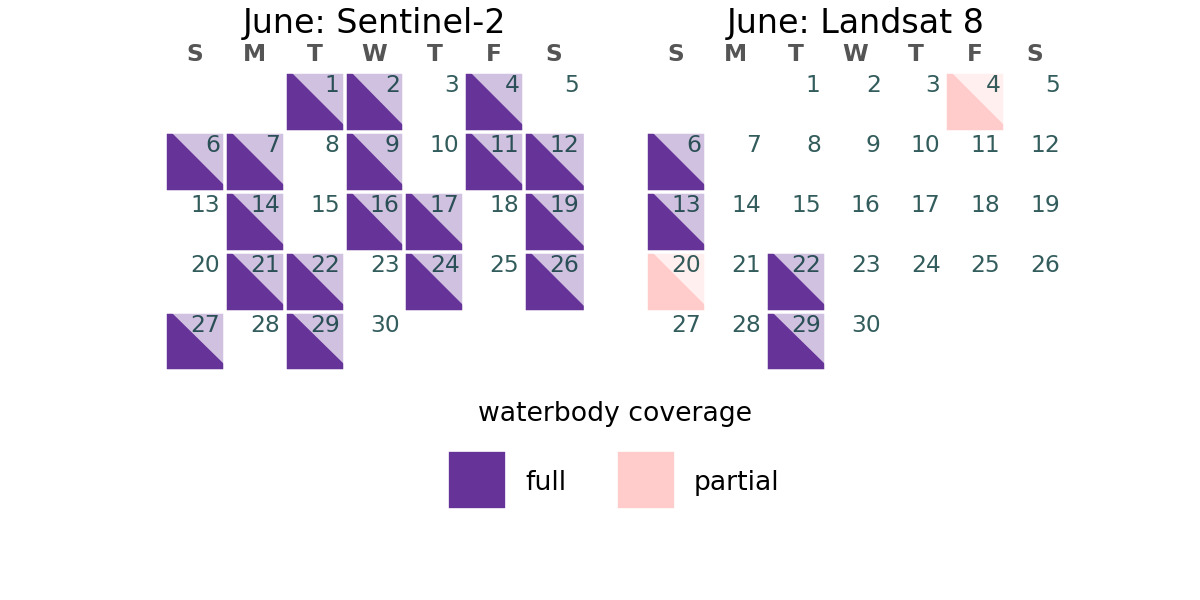 June: Sentinel-2
S M T W T F S
1 2 3 4 5
6 7 8 9 10 11 12
13 14 15 16 17 18 19
20 21 22 23 24 25 26
27 28 29 30
June: Landsat 8
S M T W T F S
1 2 3 4 5
6 7 8 9 10 11 12
13 14 15 16 17 18 19
20 21 22 23 24 25 26
27 28 29 30
waterbody coverage
full
partial